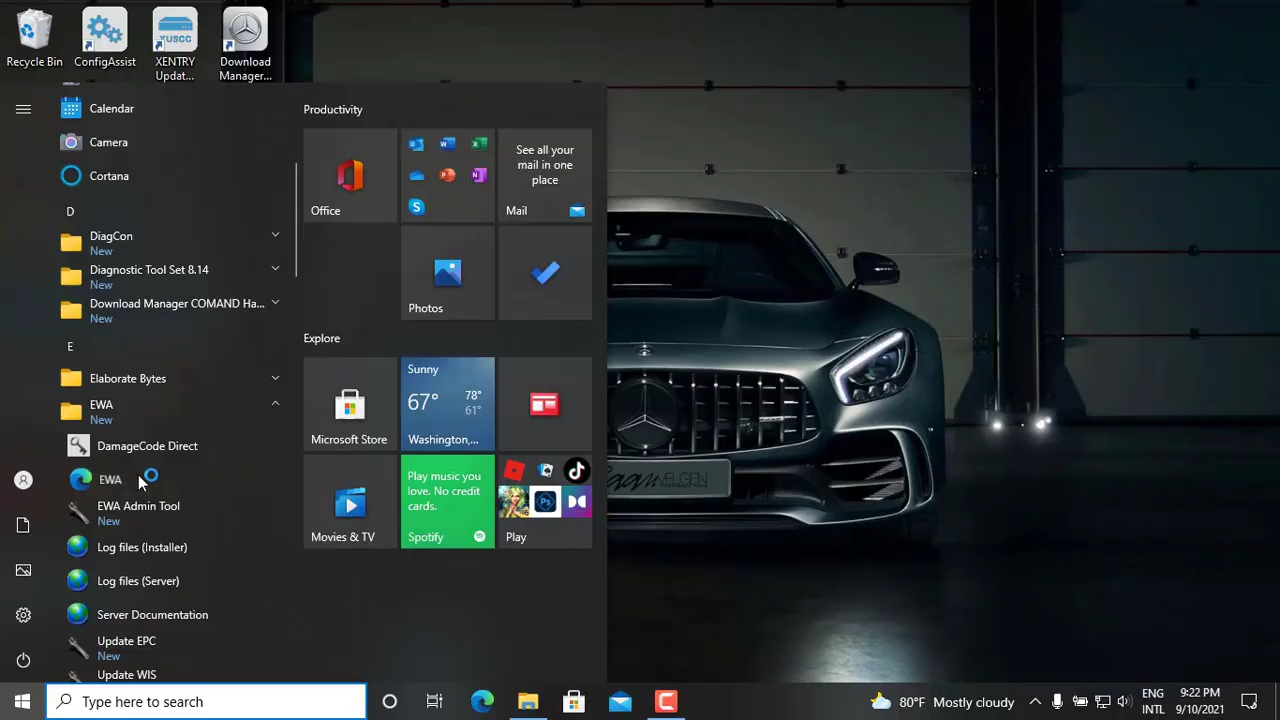 Recycle Bin
ConfigAssist
XUSCC
XENTRY
Updat...
Download
Manager...
Calendar
Camera
Cortana
D
DiagCon
New
Diagnostic Tool Set 8.14
New
Download Manager COMAND Ha...
New
E
Elaborate Bytes
EWA
New
DamageCode Direct
EWA
EWA Admin Tool
New
Log files (Installer)
Log files (Server)
Server Documentation
Update EPC
New
Update WIS
Productivity
Office
See all your
mail in one
place
Mail
Photos
Explore
Microsoft Store
Sunny
67°
78°
61°
Washington,...
Movies & TV
Play music you
love. No credit
cards.
Spotify
Play
Type here to search
80°F Mostly cloudy
ENG
INTL
9:22 PM
9/10/2021